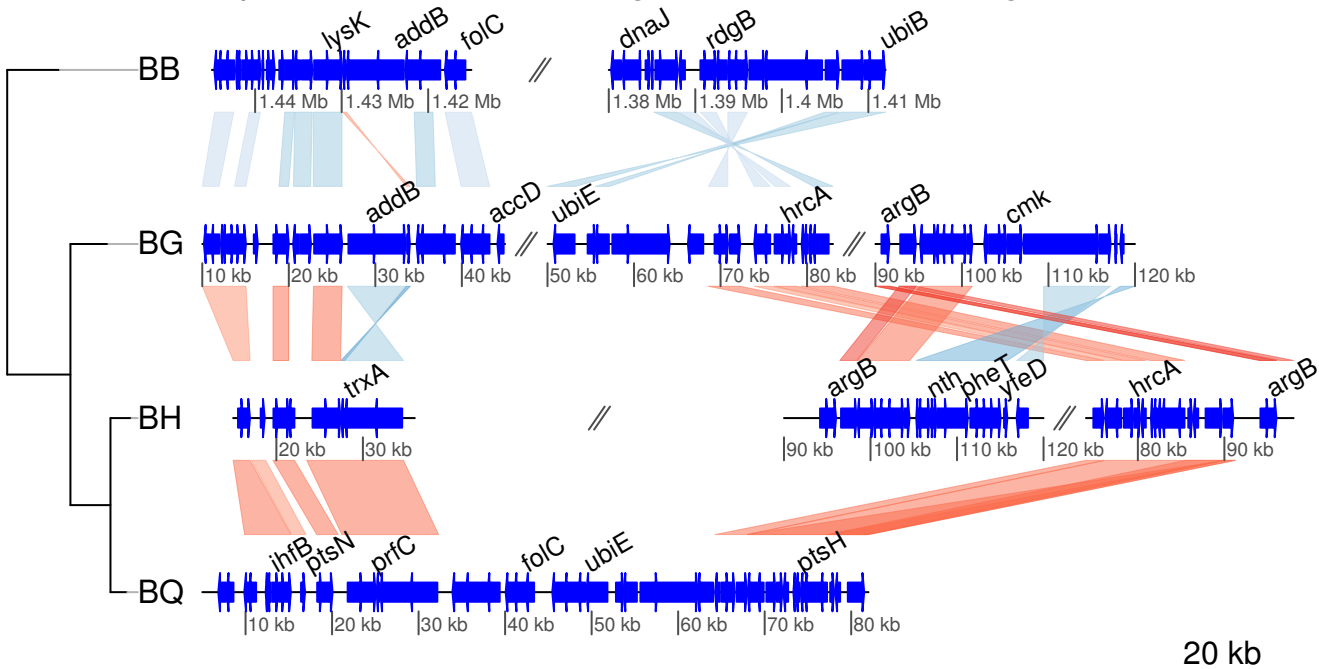 lysK addB folC dnaJ rdgB ubiB
BB
1.44 Mb 1.43 Mb 1.42 Mb 1.38 Mb 1.39 Mb 1.4 Mb 1.41 Mb
addB accD ubiE hrcA argB cmk
BG
10 kb 20 kb 30 kb 40 kb 50 kb 60 kb 70 kb 80 kb 90 kb 100 kb 110 kb 120 kb
trxA argB nth pheT yfeD hrcA argB
BH
20 kb 30 kb 90 kb 100 kb 110 kb 120 kb 80 kb 90 kb
ihfB ptsN prfC folC ubiE ptsH
BQ
10 kb 20 kb 30 kb 40 kb 50 kb 60 kb 70 kb 80 kb
20 kb